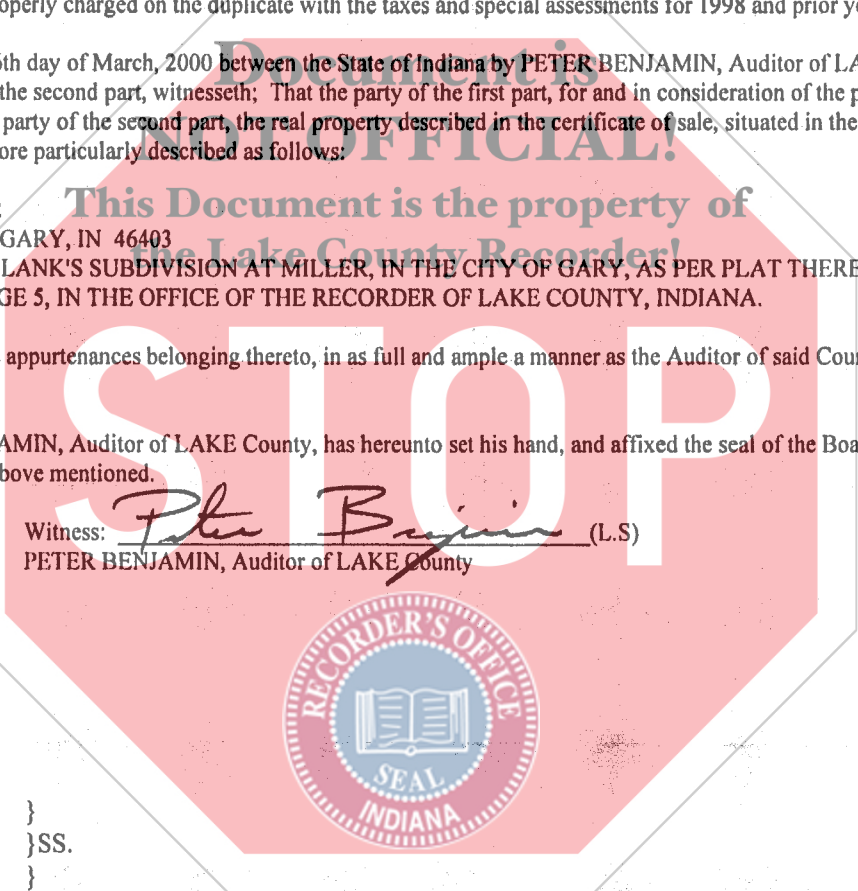 operly charged on the duplicate with the taxes and special assessments for 1998 and prior y
Document is
6th day of March, 2000 between the State of Indiana by PETER BENJAMIN, Auditor of LA
the second part, witnesseth; That the party of the first part, for and in consideration of the p
NOT OFFICIAL!
party of the second part, the real property described in the certificate of sale, situated in the
ore particularly described as follows:
This Document is the property of
GARY, IN 46403
the Lake County Recorder!
LANK'S SUBDIVISION AT MILLER, IN THE CITY OF GARY, AS PER PLAT THERE
GE 5, IN THE OFFICE OF THE RECORDER OF LAKE COUNTY, INDIANA.
STOP
appurtenances belonging thereto, in as full and ample a manner as the Auditor of said Cou
AMIN, Auditor of LAKE County, has hereunto set his hand, and affixed the seal of the Boa
bove mentioned.
Witness: Peter Benjamin (L.S)
PETER BENJAMIN, Auditor of LAKE County
RECORDER'S OFFICE
SEAL
INDIANA
}
}SS.
}